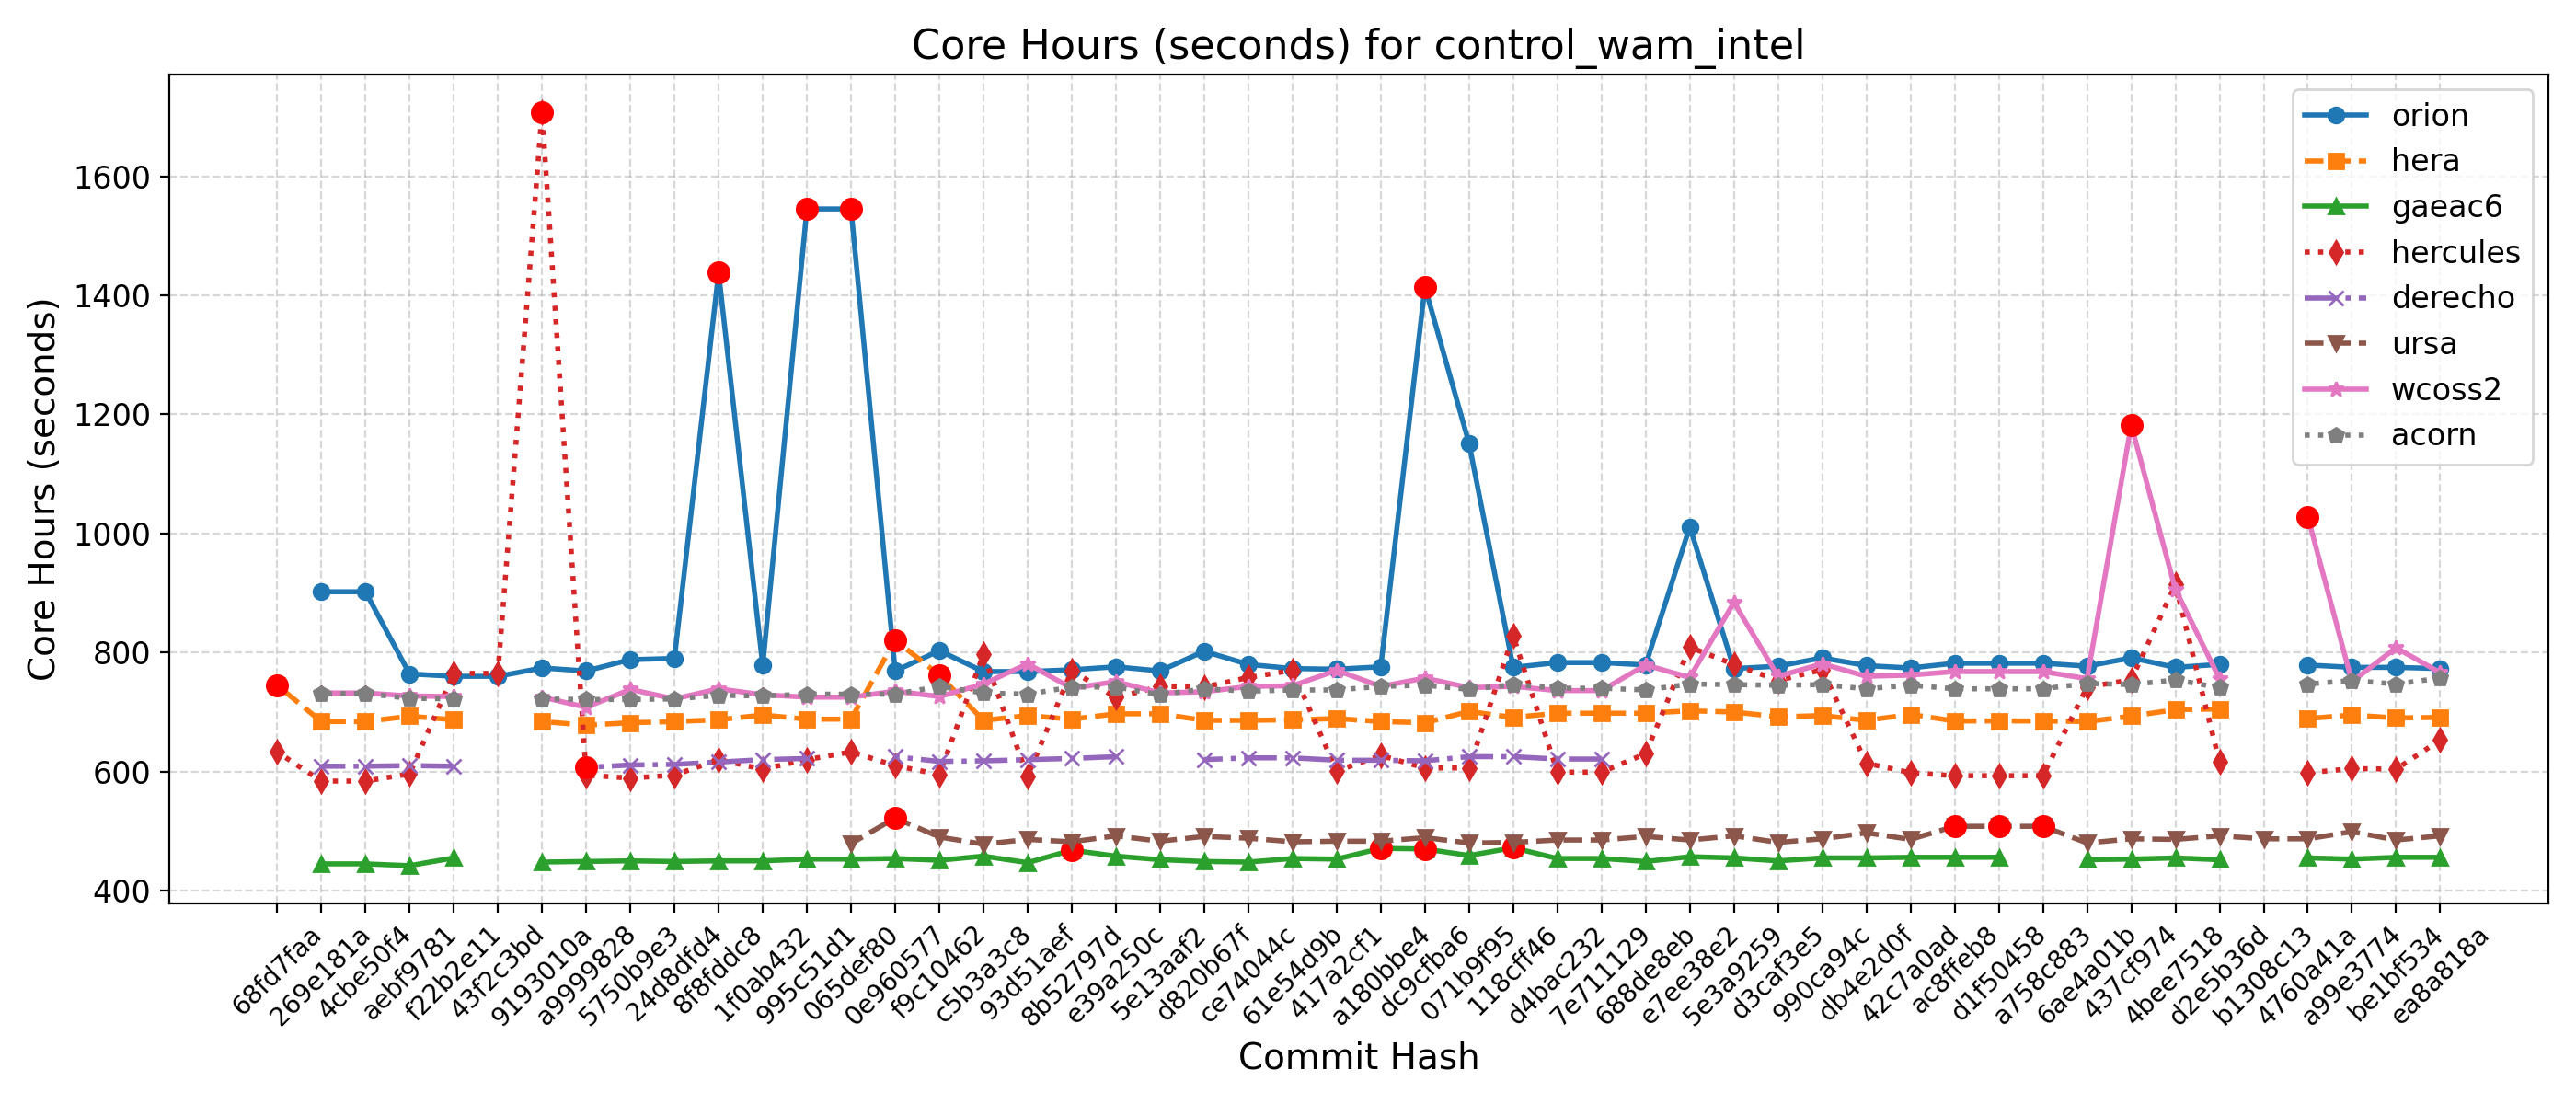 Core Hours (seconds) for control_wam_intel
Core Hours (seconds)
1600
1400
1200
1000
800
600
400
orion
hera
gaeac6
hercules
derecho
ursa
wcoss2
acorn
68fd7faa
269e181a
4cbe50f4
aebf9781
f22b2e11
43f2c3bd
9193010a
a9999828
5750b9e3
24d8dfd4
8f8fddc8
1f0ab432
995c51d1
065def80
0e960577
f9c10462
c5b3a3c8
93d51aef
8b52797d
e39a250c
5e13aaf2
d820b67f
ce74044c
61e54d9b
417a2cf1
a180bbe4
dc9cfba6
071b9f95
118cff46
d4bac232
7e711129
688de8eb
e7ee38e2
5e3a9259
d3caf3e5
990ca94c
db4e2d0f
42c7a0ad
ac8ffeb8
d1f50458
a758c883
6ae4a01b
437cf974
4bee7518
d2e5b36d
b1308c13
4760a41a
a99e3774
be1bf534
ea8a818a
Commit Hash